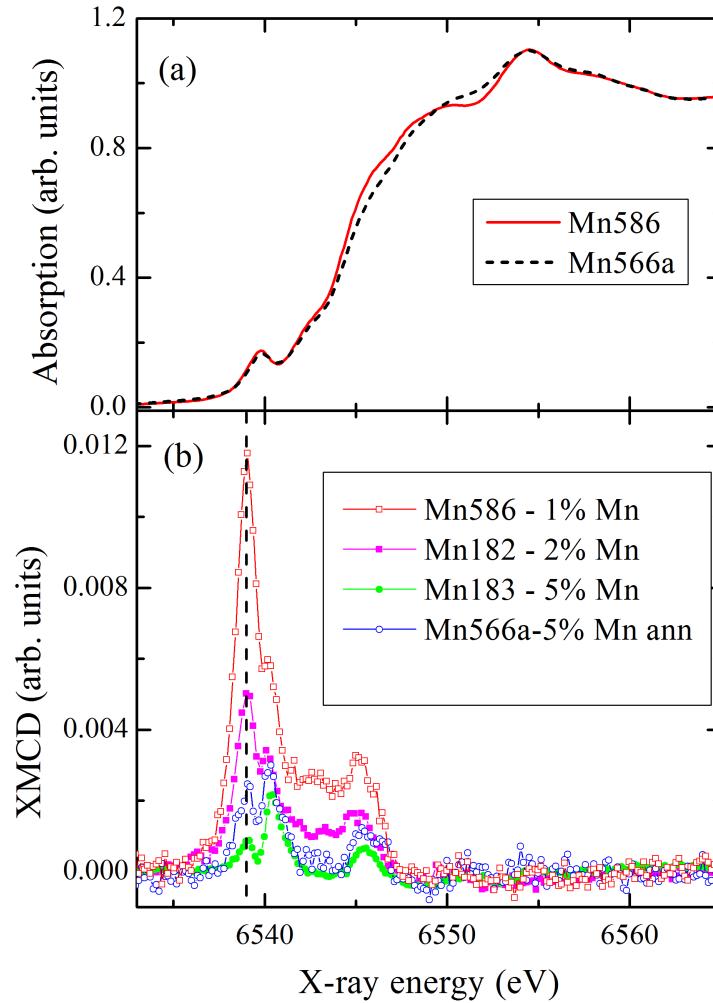 1.2
(a)
0.8
Absorption (arb. units)
Mn586
Mn566a
0.4
0.0
0.012
(b)
Mn586 - 1% Mn
Mn182 - 2% Mn
Mn183 - 5% Mn
Mn566a-5% Mn ann
0.008
XMCD (arb. units)
0.004
0.000
6540
6550
6560
X-ray energy (eV)